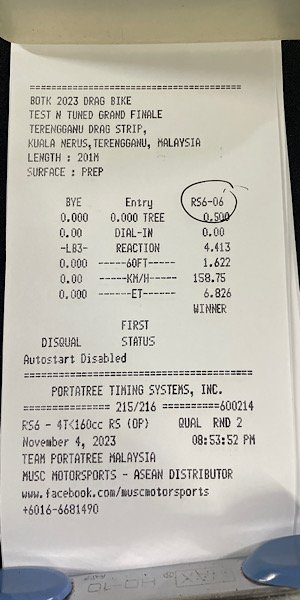 ==========================================
BOTK 2023 DRAG BIKE
TEST N TUNED GRAND FINALE
TERENGGANU DRAG STRIP,
KUALA NERUS,TERENGGANU, MALAYSIA
LENGTH : 201M
SURFACE : PREP
BYE Entry RS6-06
0.000 0.000 TREE 0.500
0.00 DIAL-IN 0.00
-LB3- REACTION 4.413
0.000 ------60FT----- 1.622
0.00 -----KM/H----- 158.75
0.000 ------ET----- 6.826
WINNER
FIRST
DISQUAL STATUS
Autostart Disabled
==========================================
PORTATREE TIMING SYSTEMS, INC.
================ 215/216 ==========600214
RS6 - 4T<160cc RS (OP) QUAL RND 2
November 4, 2023 08:53:52 PM
TEAM PORTATREE MALAYSIA
MUSC MOTORSPORTS - ASEAN DISTRIBUTOR
www.facebook.com/muscmotorsports
+6016-6681490